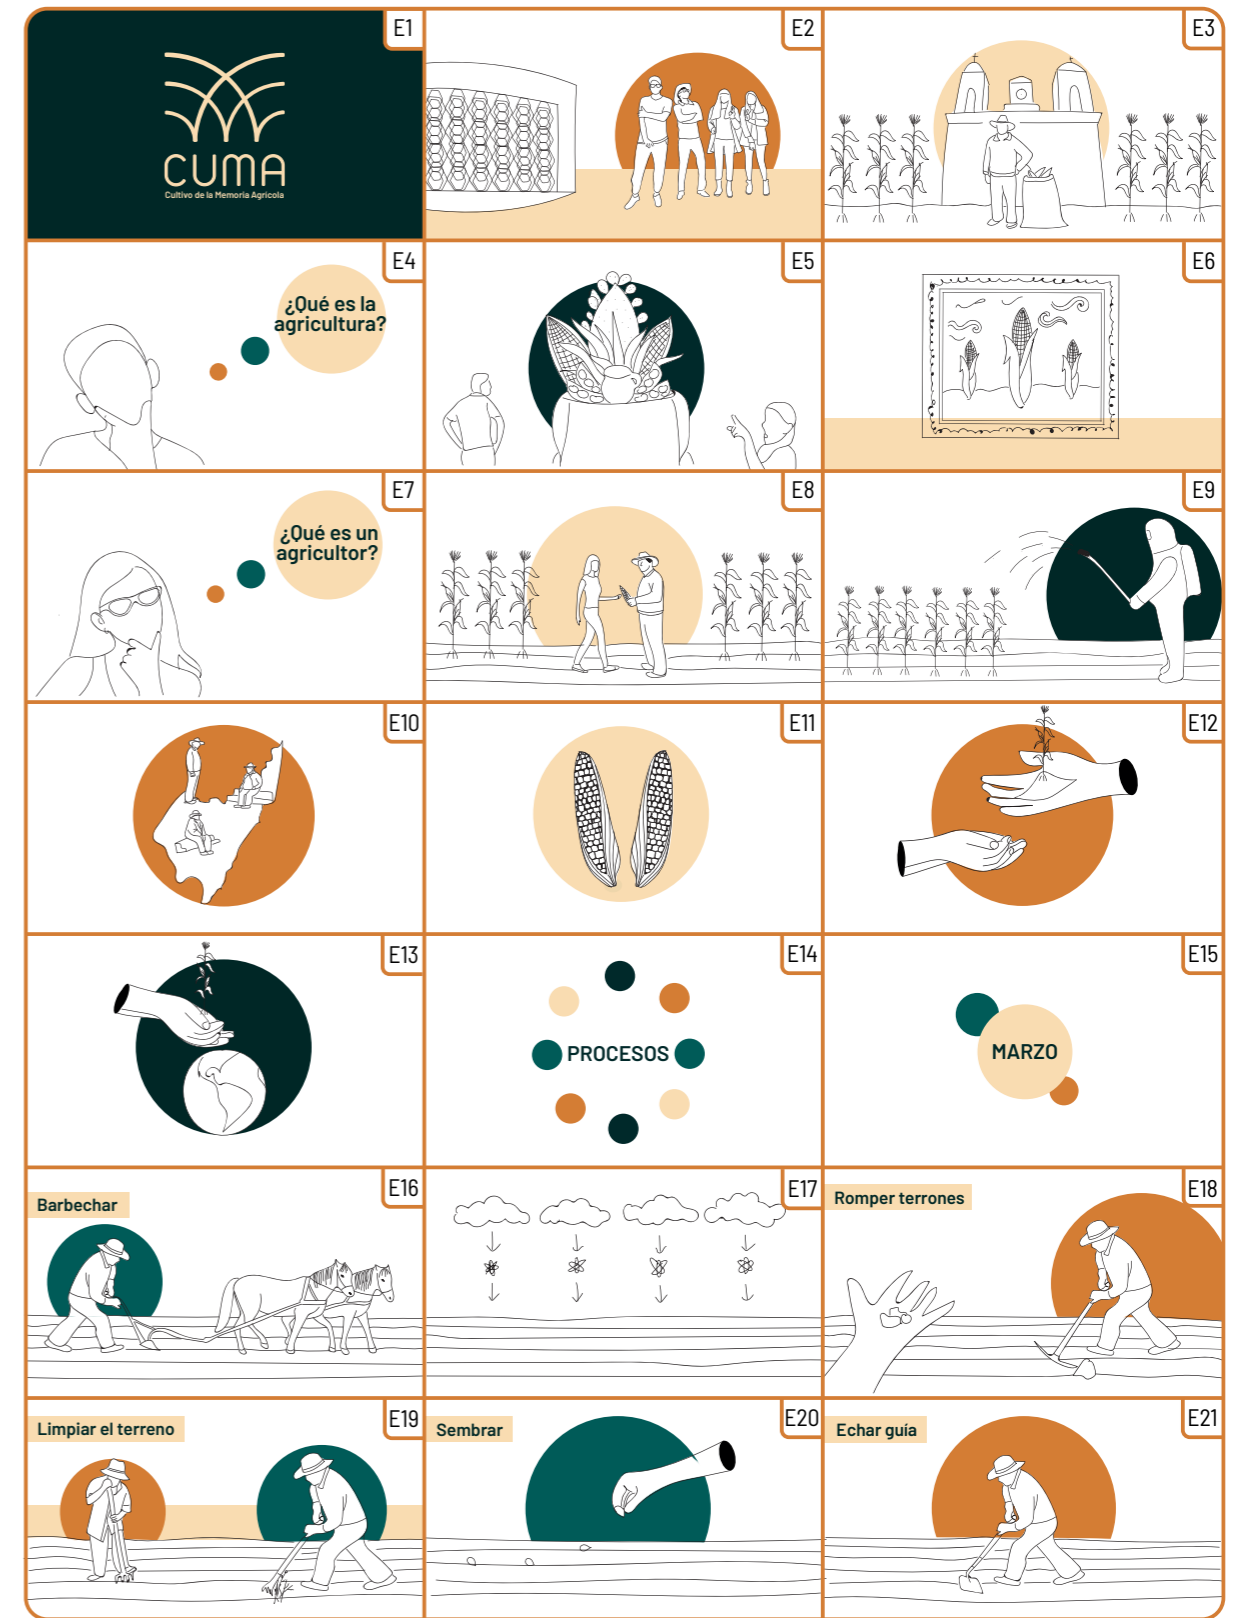 E1
CUMA
Cultivo de la Memoria Agrícola
E2
E3
E4
¿Qué es la
agricultura?
E5
E6
E7
¿Qué es un
agricultor?
E8
E9
E10
E11
E12
E13
E14
PROCESOS
E15
MARZO
E16
Barbechar
E17
E18
Romper terrones
E19
Limpiar el terreno
E20
Sembrar
E21
Echar guía